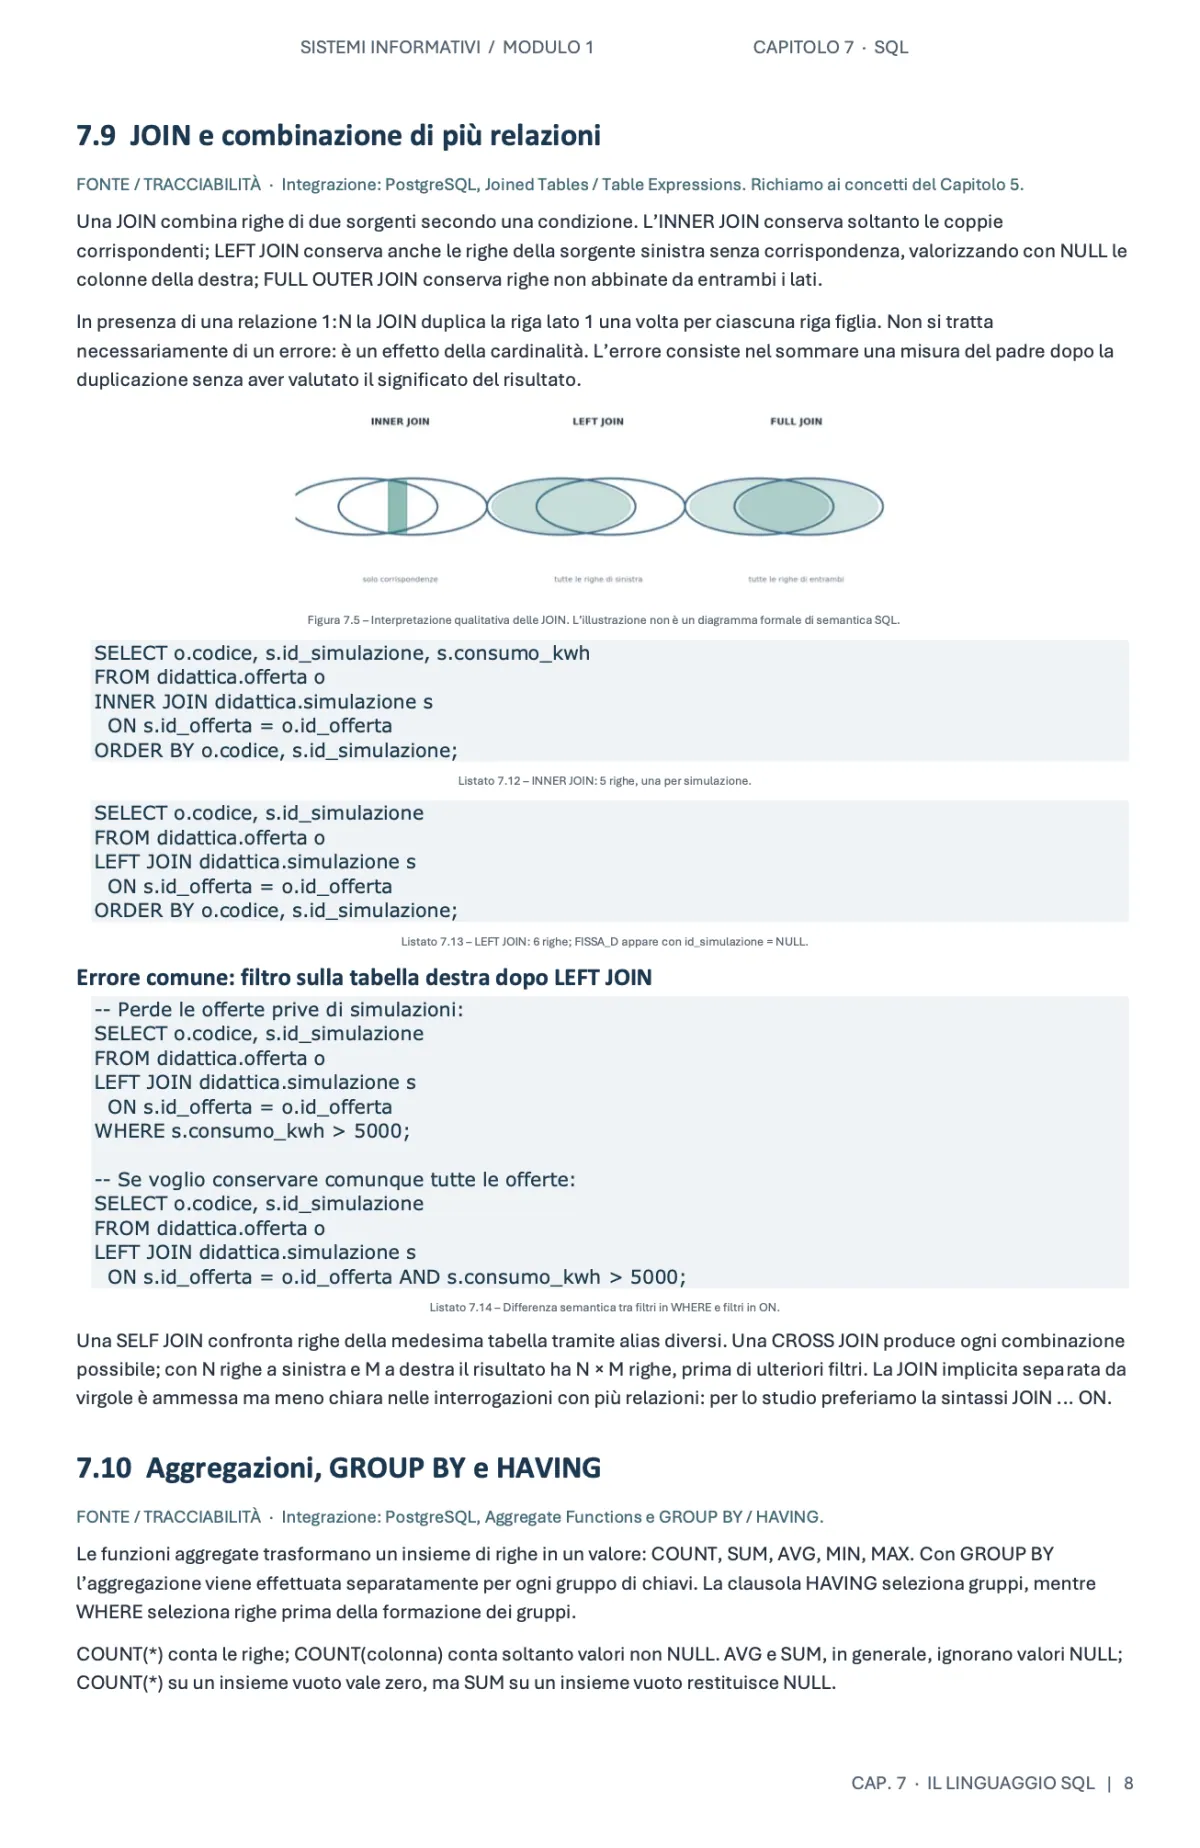 SISTEMI INFORMATIVI / MODULO 1 CAPITOLO 7 · SQL
7.9 JOIN e combinazione di più relazioni
FONTE / TRACCIABILITÀ · Integrazione: PostgreSQL, Joined Tables / Table Expressions. Richiamo ai concetti del Capitolo 5.
Una JOIN combina righe di due sorgenti secondo una condizione. L’INNER JOIN conserva soltanto le coppie
corrispondenti; LEFT JOIN conserva anche le righe della sorgente sinistra senza corrispondenza, valorizzando con NULL le
colonne della destra; FULL OUTER JOIN conserva righe non abbinate da entrambi i lati.
In presenza di una relazione 1:N la JOIN duplica la riga lato 1 una volta per ciascuna riga figlia. Non si tratta
necessariamente di un errore: è un effetto della cardinalità. L’errore consiste nel sommare una misura del padre dopo la
duplicazione senza aver valutato il significato del risultato.
INNER JOIN LEFT JOIN FULL JOIN
solo corrispondenze tutte le righe di sinistra tutte le righe di entrambi
Figura 7.5 – Interpretazione qualitativa delle JOIN. L’illustrazione non è un diagramma formale di semantica SQL.
SELECT o.codice, s.id_simulazione, s.consumo_kwh
FROM didattica.offerta o
INNER JOIN didattica.simulazione s
ON s.id_offerta = o.id_offerta
ORDER BY o.codice, s.id_simulazione;
Listato 7.12 – INNER JOIN: 5 righe, una per simulazione.
SELECT o.codice, s.id_simulazione
FROM didattica.offerta o
LEFT JOIN didattica.simulazione s
ON s.id_offerta = o.id_offerta
ORDER BY o.codice, s.id_simulazione;
Listato 7.13 – LEFT JOIN: 6 righe; FISSA_D appare con id_simulazione = NULL.
Errore comune: filtro sulla tabella destra dopo LEFT JOIN
-- Perde le offerte prive di simulazioni:
SELECT o.codice, s.id_simulazione
FROM didattica.offerta o
LEFT JOIN didattica.simulazione s
ON s.id_offerta = o.id_offerta
WHERE s.consumo_kwh > 5000;
-- Se voglio conservare comunque tutte le offerte:
SELECT o.codice, s.id_simulazione
FROM didattica.offerta o
LEFT JOIN didattica.simulazione s
ON s.id_offerta = o.id_offerta AND s.consumo_kwh > 5000;
Listato 7.14 – Differenza semantica tra filtri in WHERE e filtri in ON.
Una SELF JOIN confronta righe della medesima tabella tramite alias diversi. Una CROSS JOIN produce ogni combinazione
possibile; con N righe a sinistra e M a destra il risultato ha N × M righe, prima di ulteriori filtri. La JOIN implicita separata da
virgole è ammessa ma meno chiara nelle interrogazioni con più relazioni: per lo studio preferiamo la sintassi JOIN ... ON.
7.10 Aggregazioni, GROUP BY e HAVING
FONTE / TRACCIABILITÀ · Integrazione: PostgreSQL, Aggregate Functions e GROUP BY / HAVING.
Le funzioni aggregate trasformano un insieme di righe in un valore: COUNT, SUM, AVG, MIN, MAX. Con GROUP BY
l’aggregazione viene effettuata separatamente per ogni gruppo di chiavi. La clausola HAVING seleziona gruppi, mentre
WHERE seleziona righe prima della formazione dei gruppi.
COUNT(*) conta le righe; COUNT(colonna) conta soltanto valori non NULL. AVG e SUM, in generale, ignorano valori NULL;
COUNT(*) su un insieme vuoto vale zero, ma SUM su un insieme vuoto restituisce NULL.
CAP. 7 · IL LINGUAGGIO SQL | 8